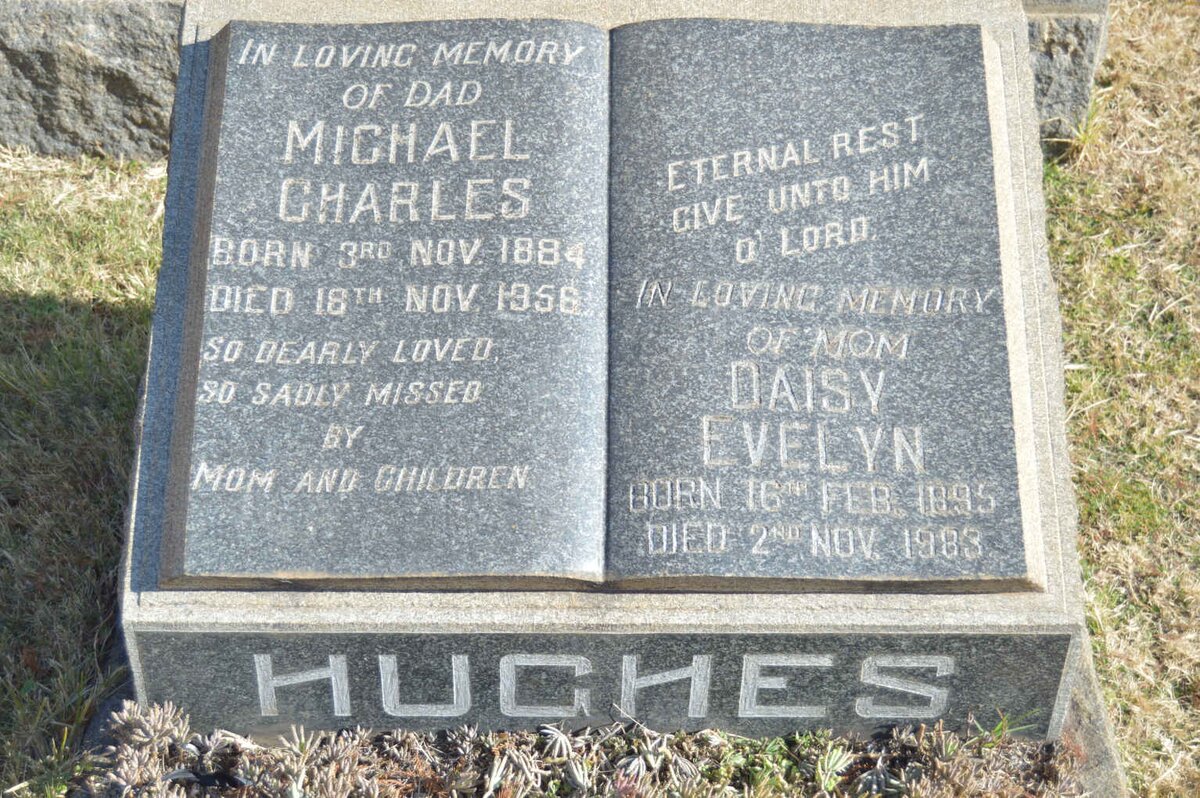 IN LOVING MEMORY
OF DAD
MICHAEL
CHARLES
BORN 3RD NOV. 1884
DIED 18TH NOV. 1956
SO DEARLY LOVED,
SO SADLY MISSED
BY
MOM AND CHILDREN
ETERNAL REST
GIVE UNTO HIM
O' LORD.
IN LOVING MEMORY
OF MOM
DAISY
EVELYN
BORN 16TH FEB. 1895
DIED 2ND NOV. 1983
HUGHES